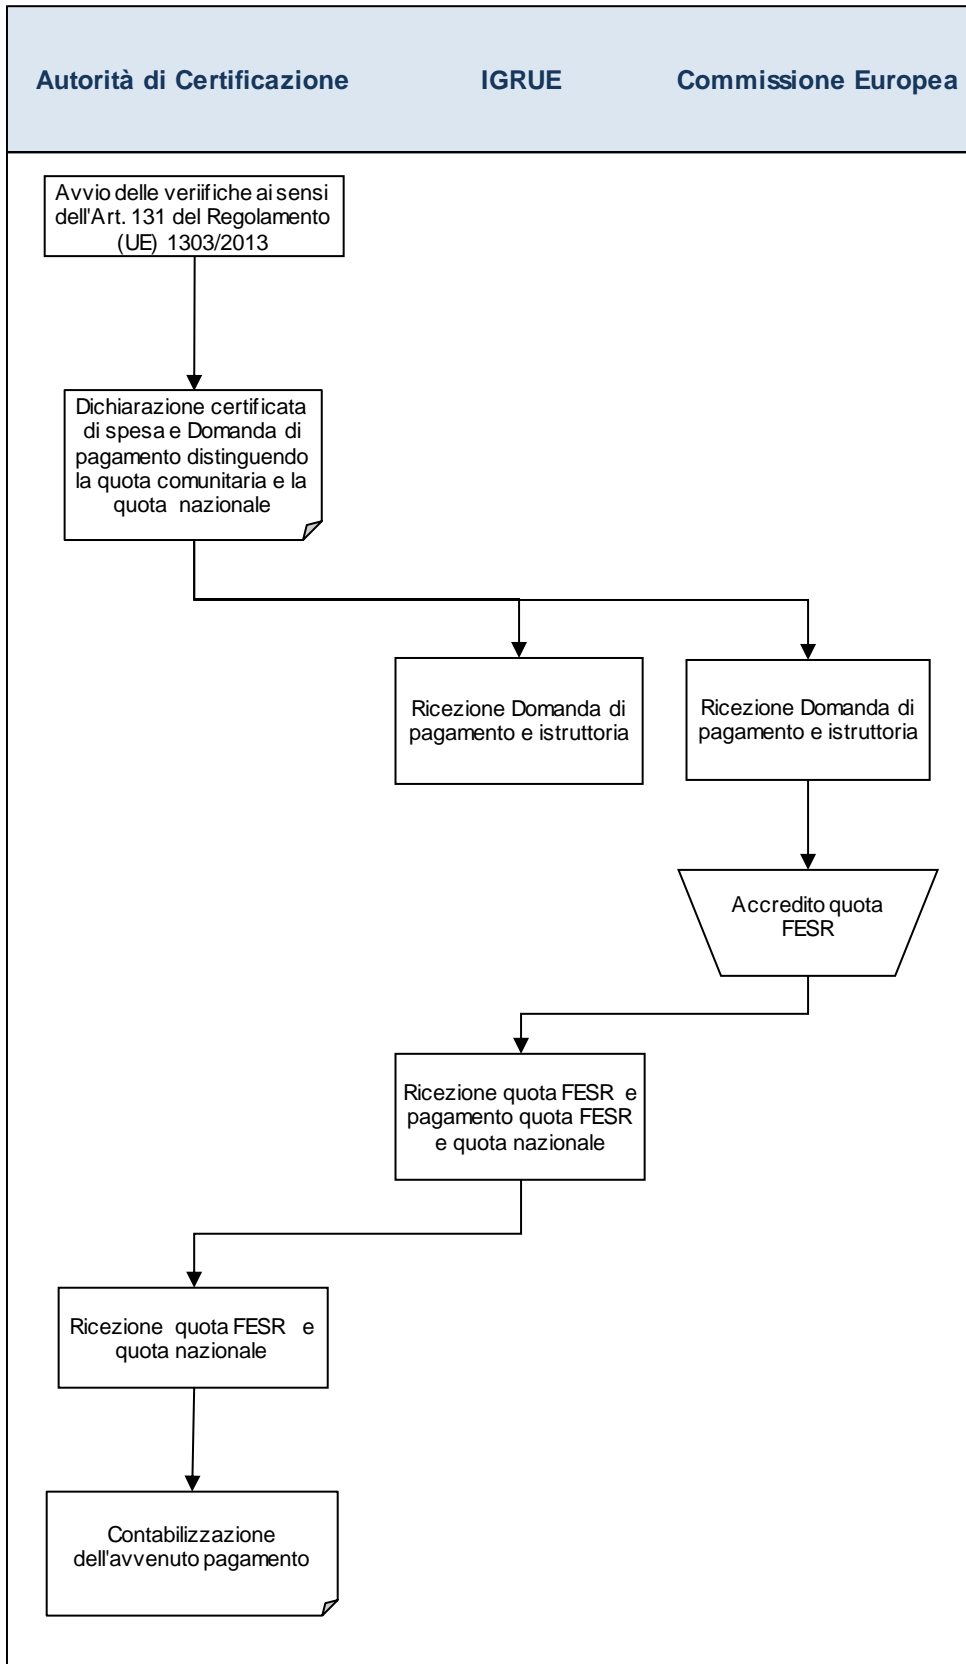 Autorità di Certificazione
IGRUE
Commissione Europea
Avvio delle veriifiche ai sensi
dell'Art. 131 del Regolamento
(UE) 1303/2013
Dichiarazione certificata
di spesa e Domanda di
pagamento distinguendo
la quota comunitaria e la
quota nazionale
Ricezione Domanda di
pagamento e istruttoria
Ricezione Domanda di
pagamento e istruttoria
Accredito quota
FESR
Ricezione quota FESR e
pagamento quota FESR
e quota nazionale
Ricezione quota FESR e
quota nazionale
Contabilizzazione
dell'avvenuto pagamento